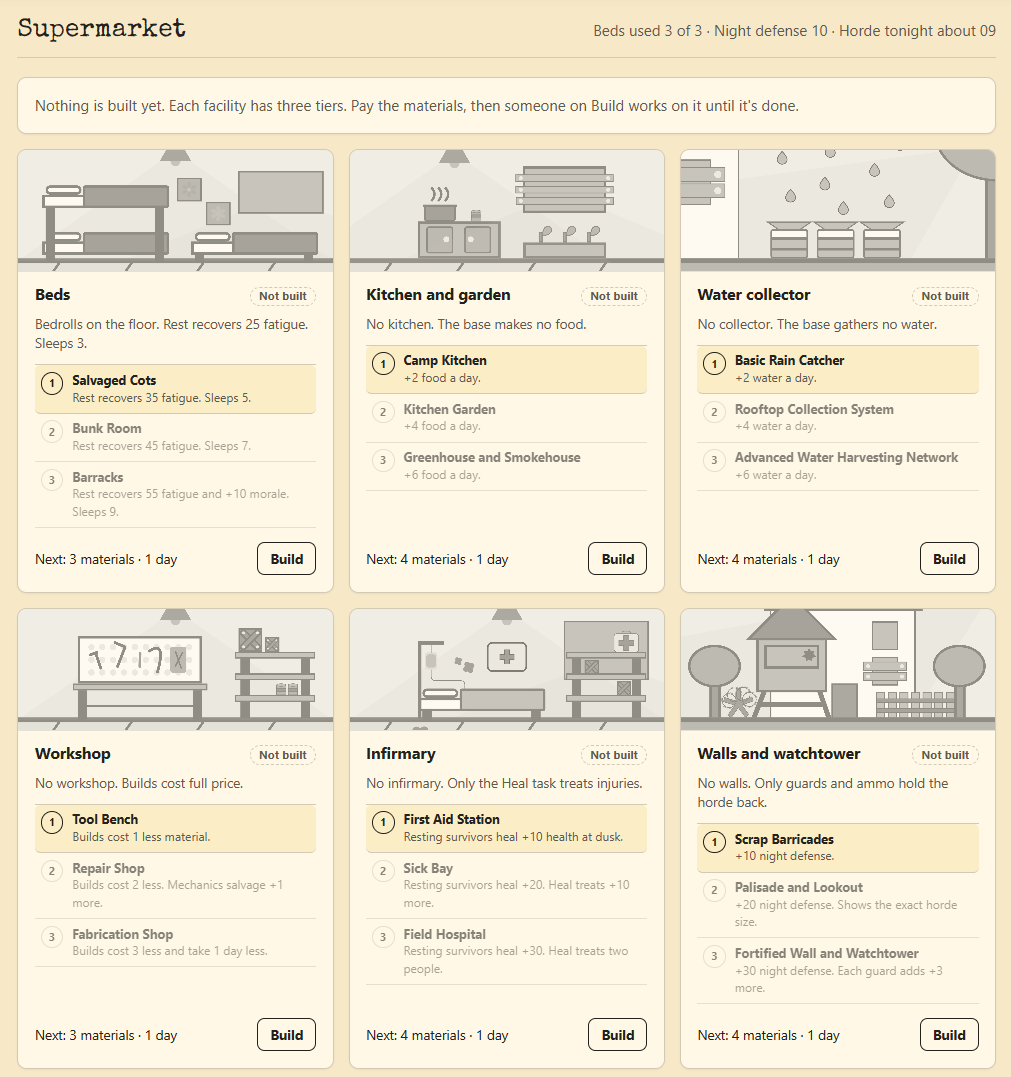 Supermarket
Beds used 3 of 3 · Night defense 10 · Horde tonight about 09
Nothing is built yet. Each facility has three tiers. Pay the materials, then someone on Build works on it until it's done.
Beds
Not built
Bedrolls on the floor. Rest recovers 25 fatigue.
Sleeps 3.
1
Salvaged Cots
Rest recovers 35 fatigue. Sleeps 5.
2
Bunk Room
Rest recovers 45 fatigue. Sleeps 7.
3
Barracks
Rest recovers 55 fatigue and +10 morale.
Sleeps 9.
Next: 3 materials · 1 day
Build
Kitchen and garden
Not built
No kitchen. The base makes no food.
1
Camp Kitchen
+2 food a day.
2
Kitchen Garden
+4 food a day.
3
Greenhouse and Smokehouse
+6 food a day.
Next: 4 materials · 1 day
Build
Water collector
Not built
No collector. The base gathers no water.
1
Basic Rain Catcher
+2 water a day.
2
Rooftop Collection System
+4 water a day.
3
Advanced Water Harvesting Network
+6 water a day.
Next: 4 materials · 1 day
Build
Workshop
Not built
No workshop. Builds cost full price.
1
Tool Bench
Builds cost 1 less material.
2
Repair Shop
Builds cost 2 less. Mechanics salvage +1
more.
3
Fabrication Shop
Builds cost 3 less and take 1 day less.
Next: 3 materials · 1 day
Build
Infirmary
Not built
No infirmary. Only the Heal task treats injuries.
1
First Aid Station
Resting survivors heal +10 health at dusk.
2
Sick Bay
Resting survivors heal +20. Heal treats +10
more.
3
Field Hospital
Resting survivors heal +30. Heal treats two
people.
Next: 4 materials · 1 day
Build
Walls and watchtower
Not built
No walls. Only guards and ammo hold the
horde back.
1
Scrap Barricades
+10 night defense.
2
Palisade and Lookout
+20 night defense. Shows the exact horde
size.
3
Fortified Wall and Watchtower
+30 night defense. Each guard adds +3
more.
Next: 4 materials · 1 day
Build